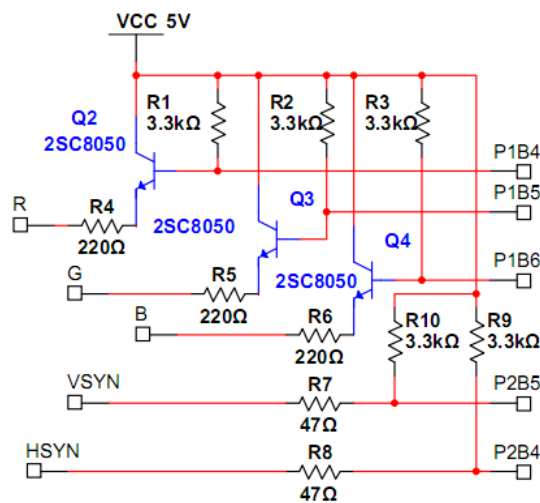 VCC 5V
R1
3.3kΩ
R2
3.3kΩ
R3
3.3kΩ
Q2
2SC8050
P1B4
R
R4
220Ω
2SC8050
Q3
P1B5
G
R5
220Ω
2SC8050
Q4
P1B6
B
R6
220Ω
R10
3.3kΩ
R9
3.3kΩ
VSYN
R7
47Ω
P2B5
HSYN
R8
47Ω
P2B4